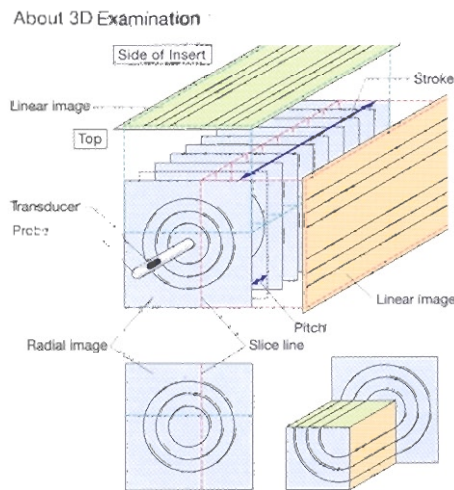 About 3D Examination
Side of Insert
Stroke
Linear image
Top
Transducer
Probe
Linear image
Pitch
Radial image
Slice line